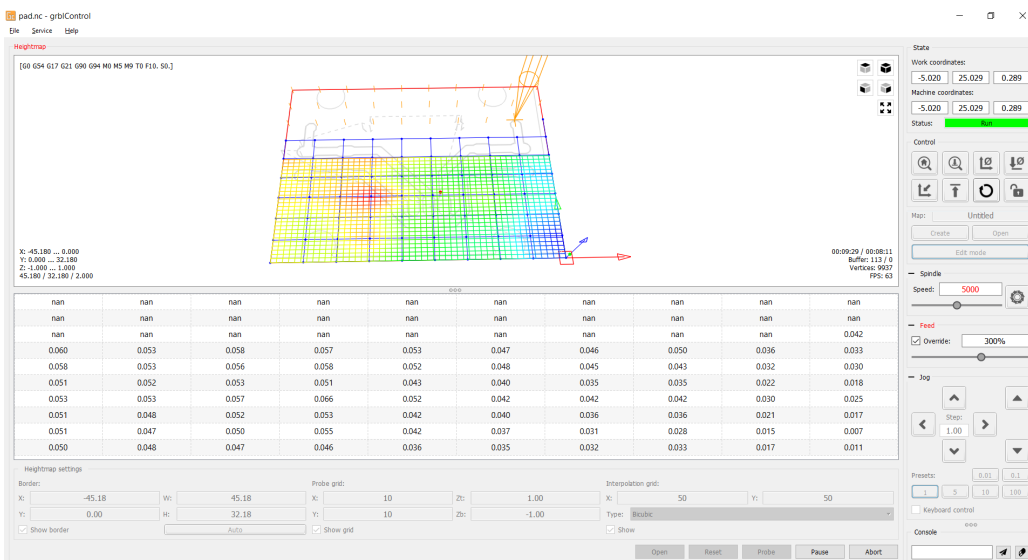 pad.nc - grblControl
File Service Help
Heightmap
[G0 G54 G17 G21 G90 G94 M0 M5 M9 T0 F10. S0.]
X: -45.180 ... 0.000
Y: 0.000 ... 32.180
Z: -1.000 ... 1.000
45.180 / 32.180 / 2.000
00:09:29 / 00:08:11
Buffer: 113 / 0
Vertices: 9937
FPS: 63
nan nan nan nan nan nan nan nan nan nan
nan nan nan nan nan nan nan nan nan nan
nan nan nan nan nan nan nan nan nan 0.042
0.060 0.053 0.058 0.057 0.053 0.047 0.046 0.050 0.036 0.033
0.058 0.053 0.056 0.058 0.052 0.048 0.045 0.043 0.032 0.030
0.051 0.052 0.053 0.051 0.043 0.040 0.035 0.035 0.022 0.018
0.053 0.053 0.057 0.066 0.052 0.042 0.042 0.042 0.030 0.025
0.051 0.048 0.052 0.053 0.042 0.040 0.036 0.036 0.021 0.017
0.051 0.047 0.050 0.055 0.042 0.037 0.031 0.028 0.015 0.007
0.050 0.048 0.047 0.046 0.036 0.035 0.032 0.033 0.017 0.011
Heightmap settings
Border: Probe grid: Interpolation grid:
X: -45.18 W: 45.18 X: 10 Zt: 1.00 X: 50 Y: 50
Y: 0.00 H: 32.18 Y: 10 Zb: -1.00 Type: Bicubic
Show border Auto Show grid Show
Open Reset Probe Pause Abort
State
Work coordinates:
-5.020 25.029 0.289
Machine coordinates:
-5.020 25.029 0.289
Status: Run
Control
Map: Untitled
Create Open
Edit mode
Spindle
Speed: 5000
Feed
Override: 300%
Jog
Step:
1.00
Presets: 0.01 0.1
1 5 10 100
Keyboard control
Console